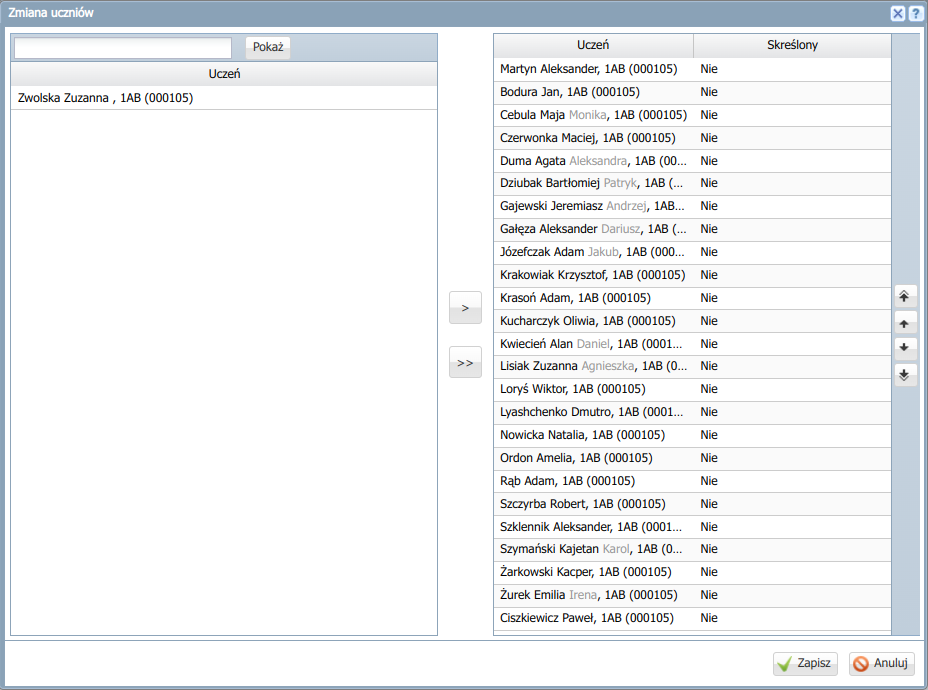 Zmiana uczniów
Pokaż
Uczeń
Zwolska Zuzanna , 1AB (000105)
>
>>
Uczeń Skreślony
Martyn Aleksander, 1AB (000105) Nie
Bodura Jan, 1AB (000105) Nie
Cebula Maja Monika, 1AB (000105) Nie
Czerwonka Maciej, 1AB (000105) Nie
Duma Agata Aleksandra, 1AB (00... Nie
Dziubak Bartłomiej Patryk, 1AB (... Nie
Gajewski Jeremiasz Andrzej, 1AB... Nie
Gałęza Aleksander Dariusz, 1AB (... Nie
Józefczak Adam Jakub, 1AB (000... Nie
Krakowiak Krzysztof, 1AB (000105) Nie
Krasoń Adam, 1AB (000105) Nie
Kucharczyk Oliwia, 1AB (000105) Nie
Kwiecień Alan Daniel, 1AB (0001... Nie
Lisiak Zuzanna Agnieszka, 1AB (0... Nie
Loryś Wiktor, 1AB (000105) Nie
Lyashchenko Dmutro, 1AB (0001... Nie
Nowicka Natalia, 1AB (000105) Nie
Ordon Amelia, 1AB (000105) Nie
Rąb Adam, 1AB (000105) Nie
Szczyrba Robert, 1AB (000105) Nie
Szklennik Aleksander, 1AB (0001... Nie
Szymański Kajetan Karol, 1AB (0... Nie
Żarkowski Kacper, 1AB (000105) Nie
Żurek Emilia Irena, 1AB (000105) Nie
Ciszkiewicz Paweł, 1AB (000105) Nie
Zapisz Anuluj